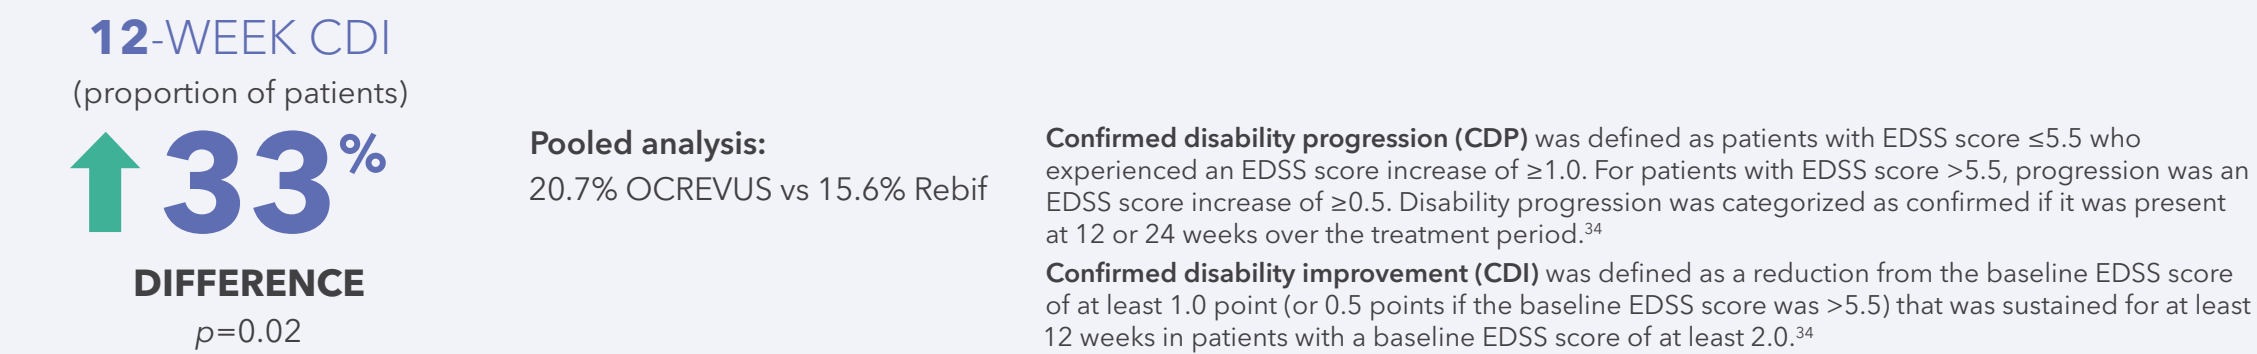 12-WEEK CDI
(proportion of patients)
33%
DIFFERENCE
p=0.02
Pooled analysis:
20.7% OCREVUS vs 15.6% Rebif
Confirmed disability progression (CDP) was defined as patients with EDSS score ≤5.5 who
experienced an EDSS score increase of ≥1.0. For patients with EDSS score >5.5, progression was an
EDSS score increase of ≥0.5. Disability progression was categorized as confirmed if it was present
at 12 or 24 weeks over the treatment period.34
Confirmed disability improvement (CDI) was defined as a reduction from the baseline EDSS score
of at least 1.0 point (or 0.5 points if the baseline EDSS score was >5.5) that was sustained for at least
12 weeks in patients with a baseline EDSS score of at least 2.0.34